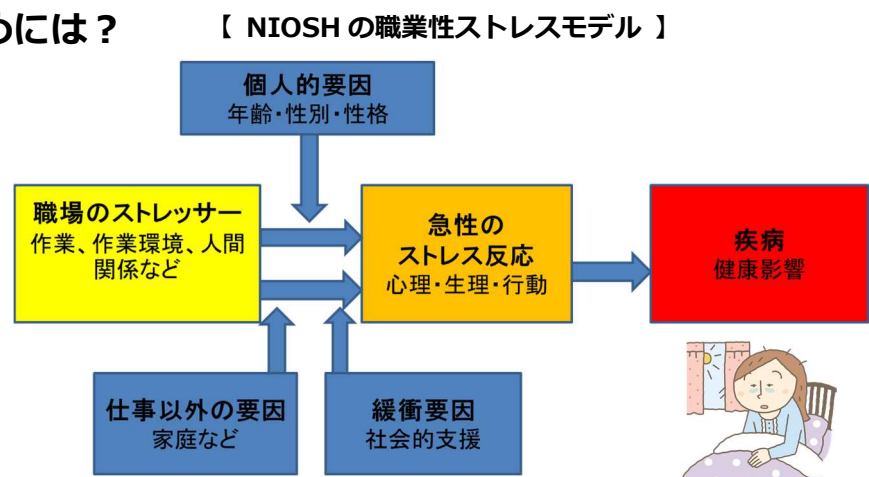 めには？
【 NIOSH の職業性ストレスモデル 】
個人的要因
年齢・性別・性格
職場のストレッサー
作業、作業環境、人間
関係など
急性の
ストレス反応
心理・生理・行動
疾病
健康影響
仕事以外の要因
家庭など
緩衝要因
社会的支援